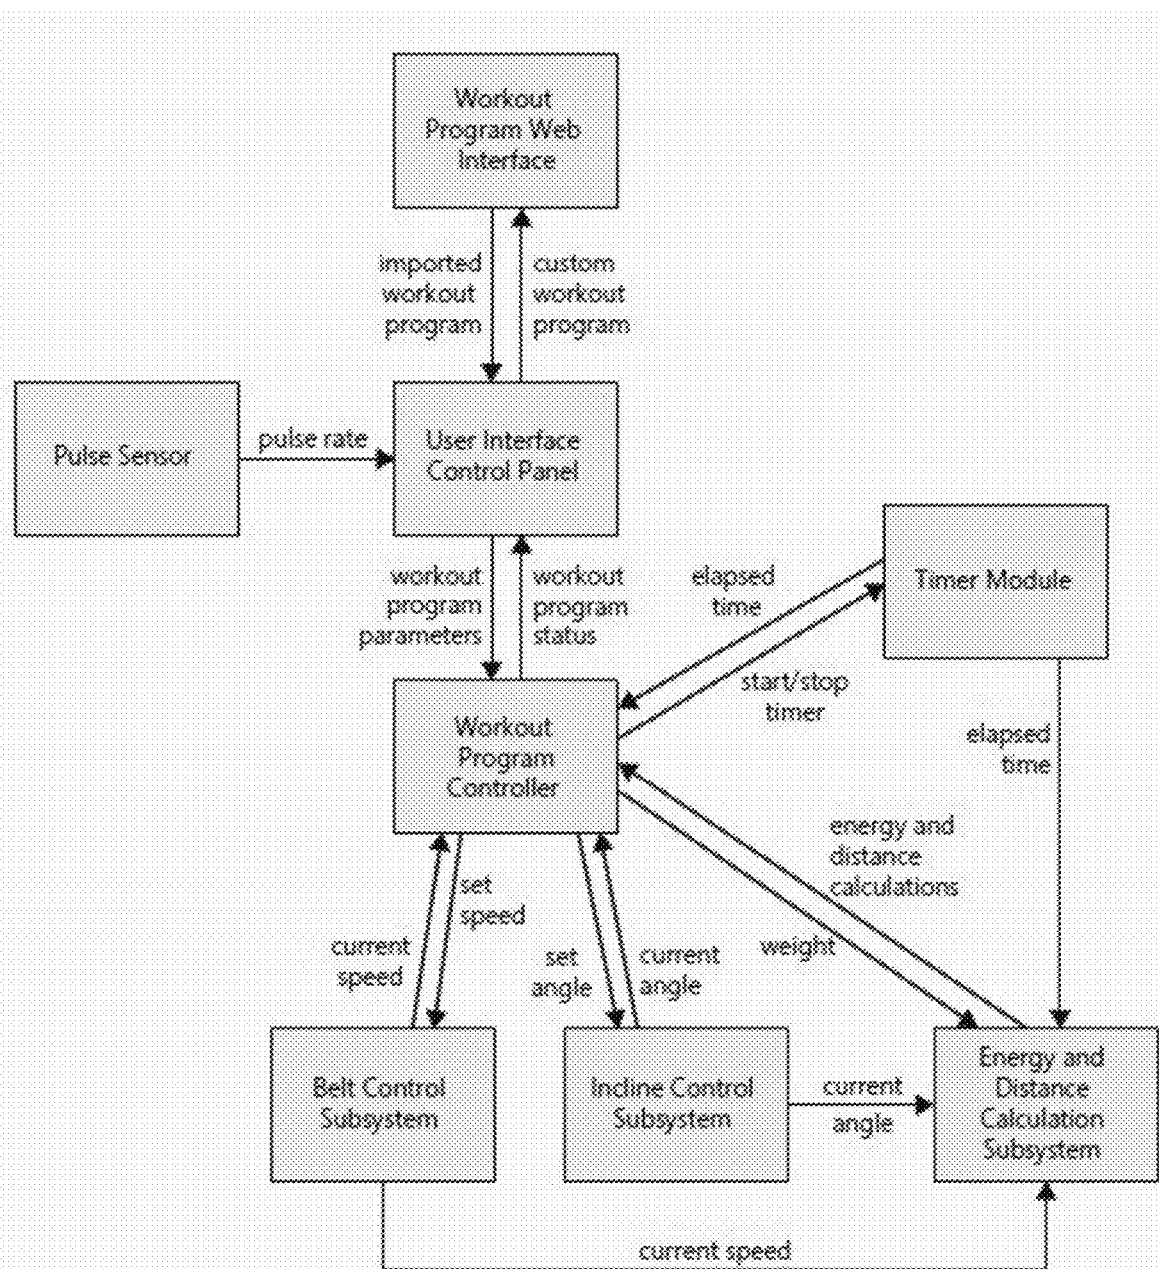 Workout
Program Web
Interface
imported
workout
program
custom
workout
program
Pulse Sensor
pulse rate
User Interface
Control Panel
workout
program
parameters
workout
program
status
elapsed
time
Timer Module
start/stop
timer
Workout
Program
Controller
elapsed
time
energy and
distance
calculations
set
speed
current
speed
set
angle
current
angle
weight
Belt Control
Subsystem
Incline Control
Subsystem
current
angle
Energy and
Distance
Calculation
Subsystem
current speed